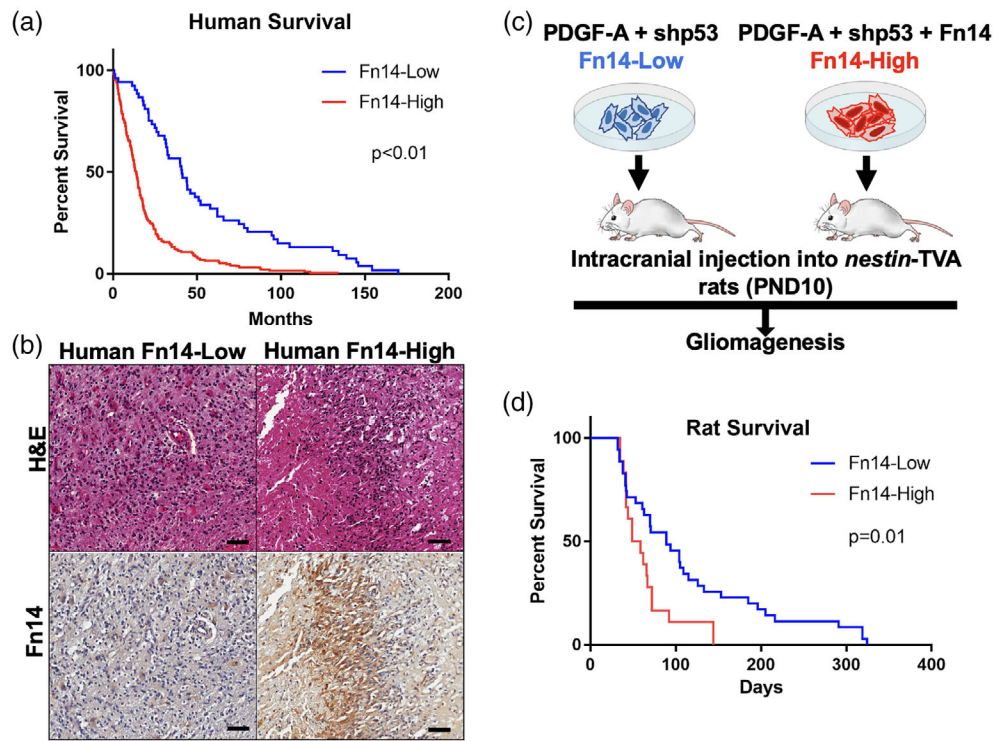 (a)
Human Survival
Percent Survival
100
50
0
0 50 100 150 200
Months
Fn14-Low
Fn14-High
p<0.01
(b)
Human Fn14-Low Human Fn14-High
H&E
Fn14
(c)
PDGF-A + shp53 PDGF-A + shp53 + Fn14
Fn14-Low Fn14-High
Intracranial injection into nestin-TVA
rats (PND10)
Gliomagenesis
(d)
Rat Survival
Percent Survival
100
50
0
0 100 200 300 400
Days
Fn14-Low
Fn14-High
p=0.01